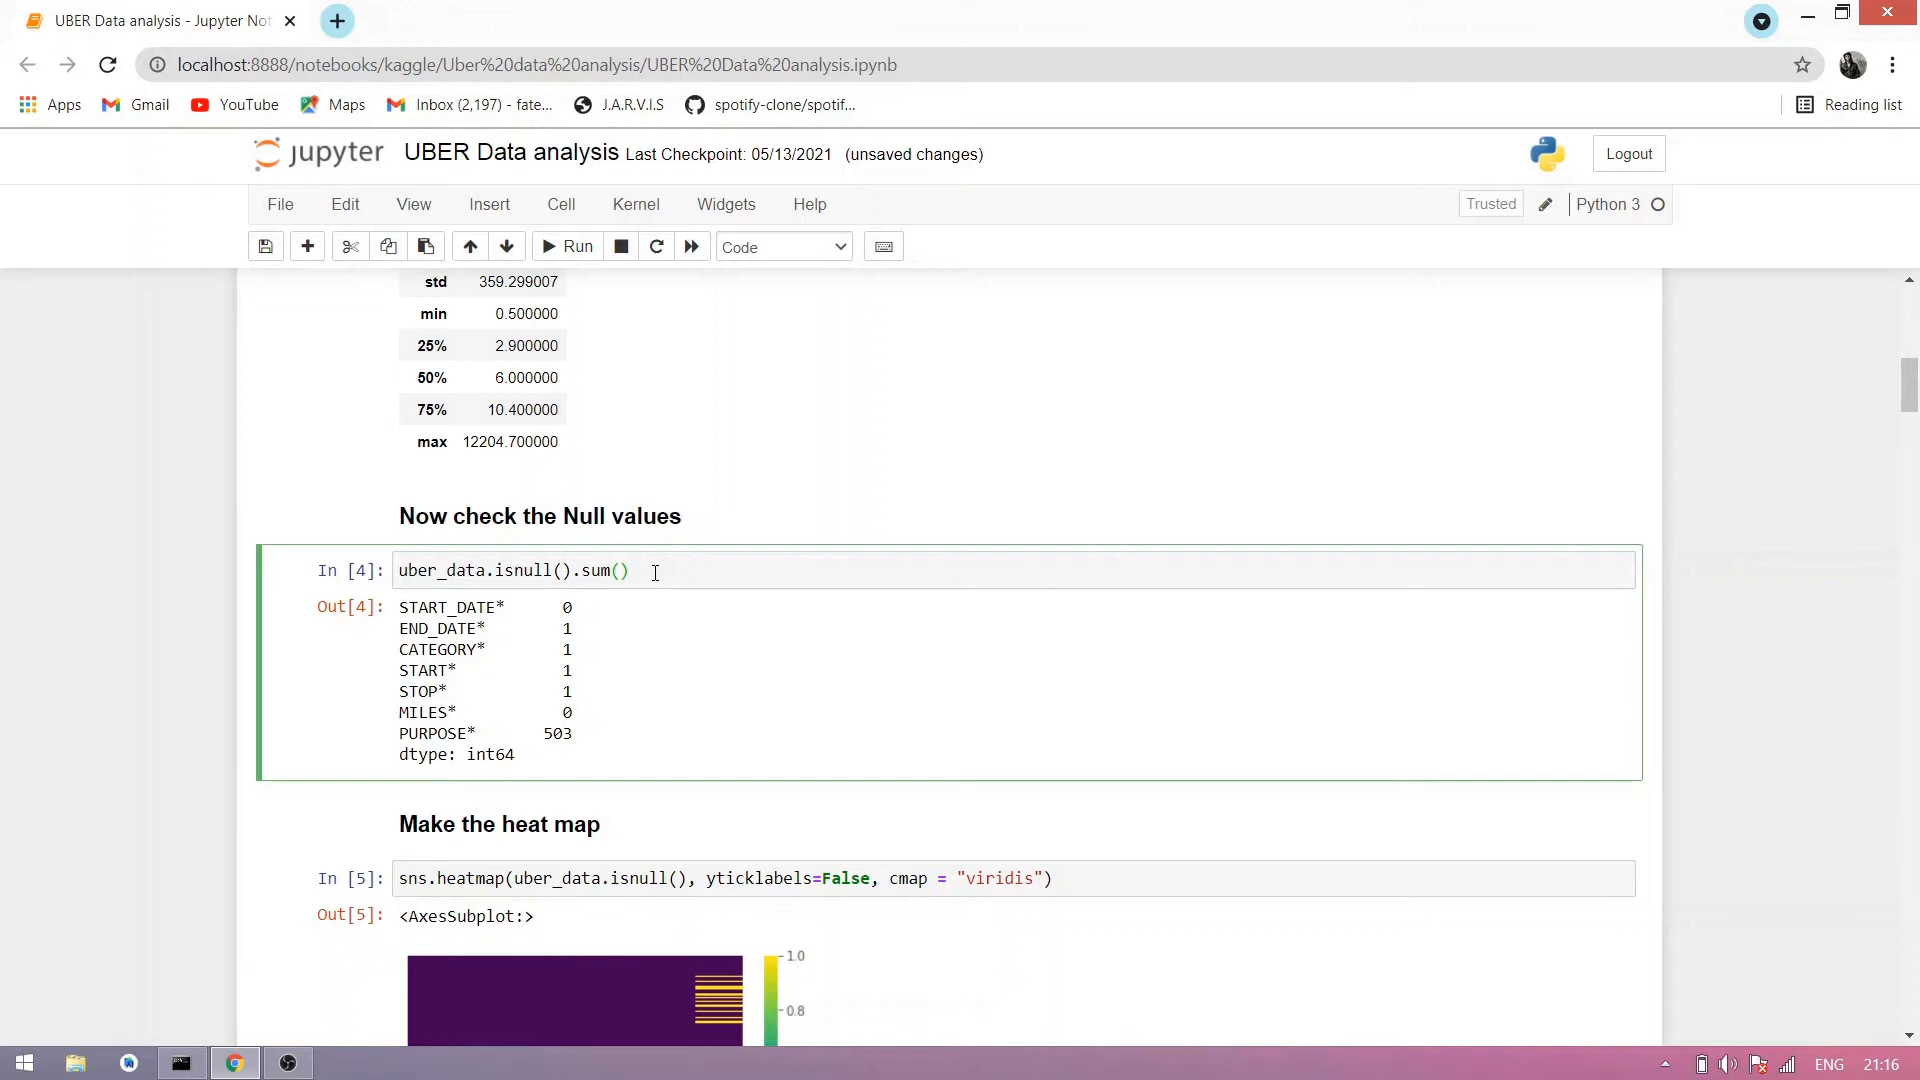 UBER Data analysis - Jupyter Not
localhost:8888/notebooks/kaggle/Uber%20data%20analysis/UBER%20Data%20analysis.ipynb
Apps Gmail YouTube Maps Inbox (2,197) - fate... J.A.R.V.I.S spotify-clone/spotif... Reading list
jupyter UBER Data analysis Last Checkpoint: 05/13/2021 (unsaved changes) Logout
File Edit View Insert Cell Kernel Widgets Help Trusted Python 3
Run Code
std 359.299007
min 0.500000
25% 2.900000
50% 6.000000
75% 10.400000
max 12204.700000
Now check the Null values
In [4]: uber_data.isnull().sum()
Out[4]: START_DATE* 0
END_DATE* 1
CATEGORY* 1
START* 1
STOP* 1
MILES* 0
PURPOSE* 503
dtype: int64
Make the heat map
In [5]: sns.heatmap(uber_data.isnull(), yticklabels=False, cmap = "viridis")
Out[5]: <AxesSubplot:>
1.0
0.8
ENG 21:16